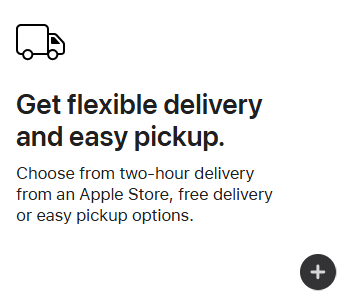 Get flexible delivery
and easy pickup.
Choose from two-hour delivery
from an Apple Store, free delivery
or easy pickup options.